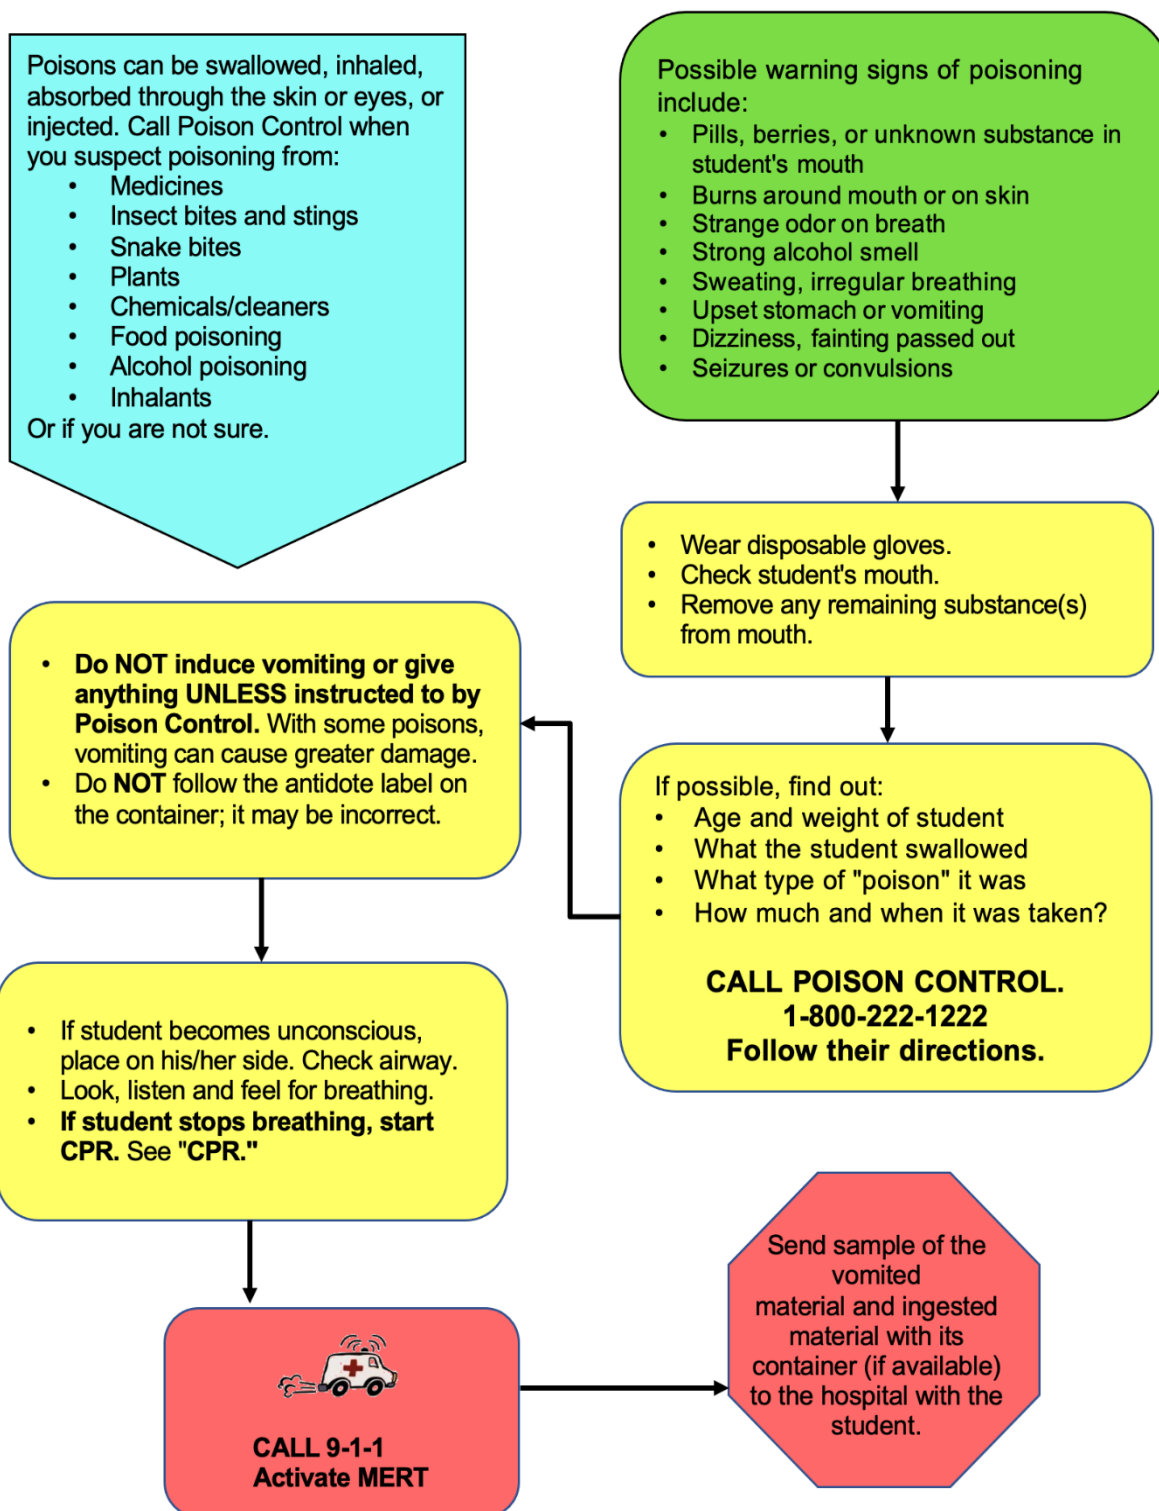 Poisons can be swallowed, inhaled,
absorbed through the skin or eyes, or
injected. Call Poison Control when
you suspect poisoning from:
• Medicines
• Insect bites and stings
• Snake bites
• Plants
• Chemicals/cleaners
• Food poisoning
• Alcohol poisoning
• Inhalants
Or if you are not sure.
Possible warning signs of poisoning
include:
• Pills, berries, or unknown substance in
student's mouth
• Burns around mouth or on skin
• Strange odor on breath
• Strong alcohol smell
• Sweating, irregular breathing
• Upset stomach or vomiting
• Dizziness, fainting passed out
• Seizures or convulsions
• Wear disposable gloves.
• Check student's mouth.
• Remove any remaining substance(s)
from mouth.
If possible, find out:
• Age and weight of student
• What the student swallowed
• What type of "poison" it was
• How much and when it was taken?
CALL POISON CONTROL.
1-800-222-1222
Follow their directions.
• Do NOT induce vomiting or give
anything UNLESS instructed to by
Poison Control. With some poisons,
vomiting can cause greater damage.
• Do NOT follow the antidote label on
the container; it may be incorrect.
• If student becomes unconscious,
place on his/her side. Check airway.
• Look, listen and feel for breathing.
• If student stops breathing, start
CPR. See "CPR."
CALL 9-1-1
Activate MERT
Send sample of the
vomited
material and ingested
material with its
container (if available)
to the hospital with the
student.